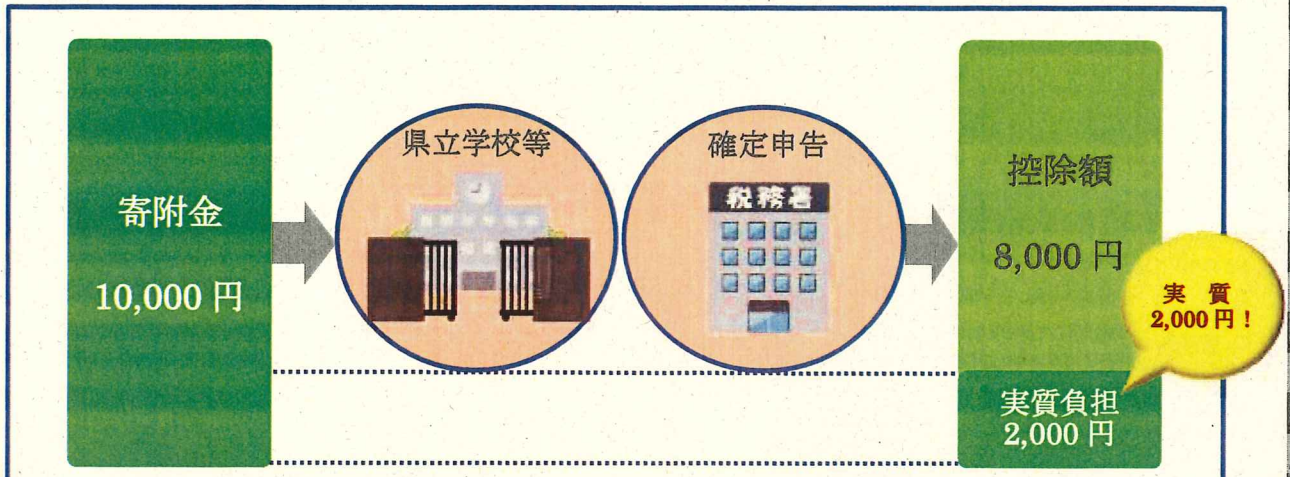 寄附金
10,000 円
県立学校等
確定申告
税務署
控除額
8,000 円
実 質
2,000 円！
実質負担
2,000 円